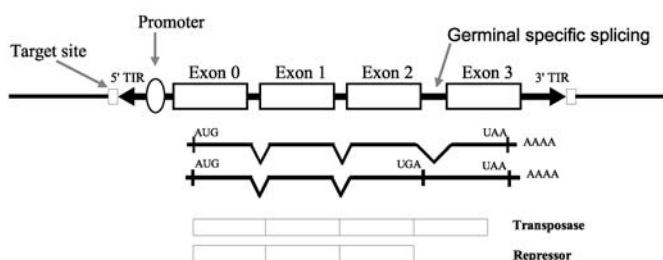 Promoter
Target site
Germinal specific splicing
5' TIR
Exon 0
Exon 1
Exon 2
Exon 3
3' TIR
AUG
UAA
AAAA
AUG
UGA
UAA
AAAA
Transposase
Repressor